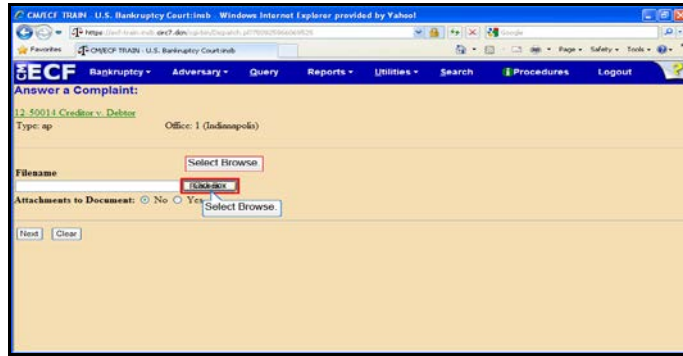 CM/ECF TRAIN - U.S. Bankruptcy Court:insb - Windows Internet Explorer provided by Yahoo!
Google
Favorites CM/ECF TRAIN - U.S. Bankruptcy Court:insb Page Safety Tools
ECF Bankruptcy Adversary Query Reports Utilities Search Procedures Logout ?
Answer a Complaint:
12-50014 Creditor v. Debtor
Type: ap Office: 1 (Indianapolis)
Select Browse.
Filename
Attachments to Document: No Yes
Select Browse.
Next Clear